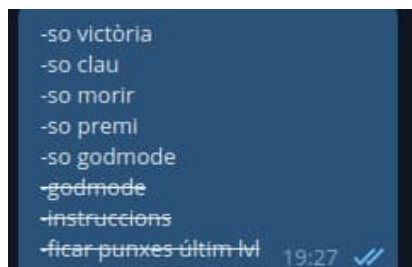 -so victòria
-so clau
-so morir
-so premi
-so godmode
-godmode
-instruccions
-ficar punxes últim lvl
19:27